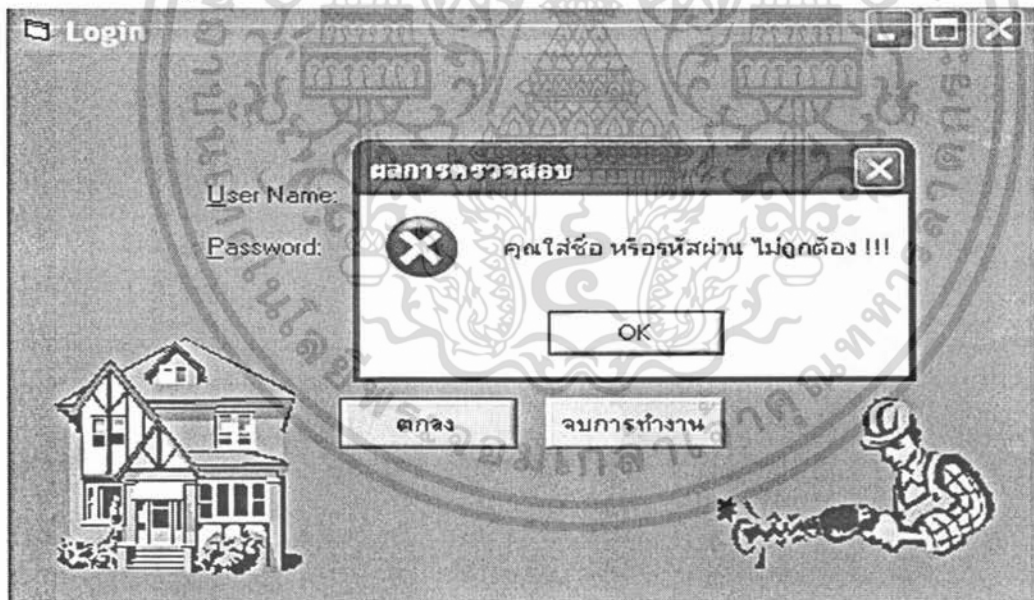 Login
ผลการตรวจสอบ
User Name:
Password:
คุณใส่ชื่อ หรือรหัสผ่าน ไม่ถูกต้อง !!!
OK
ตกลง
จบการทำงาน